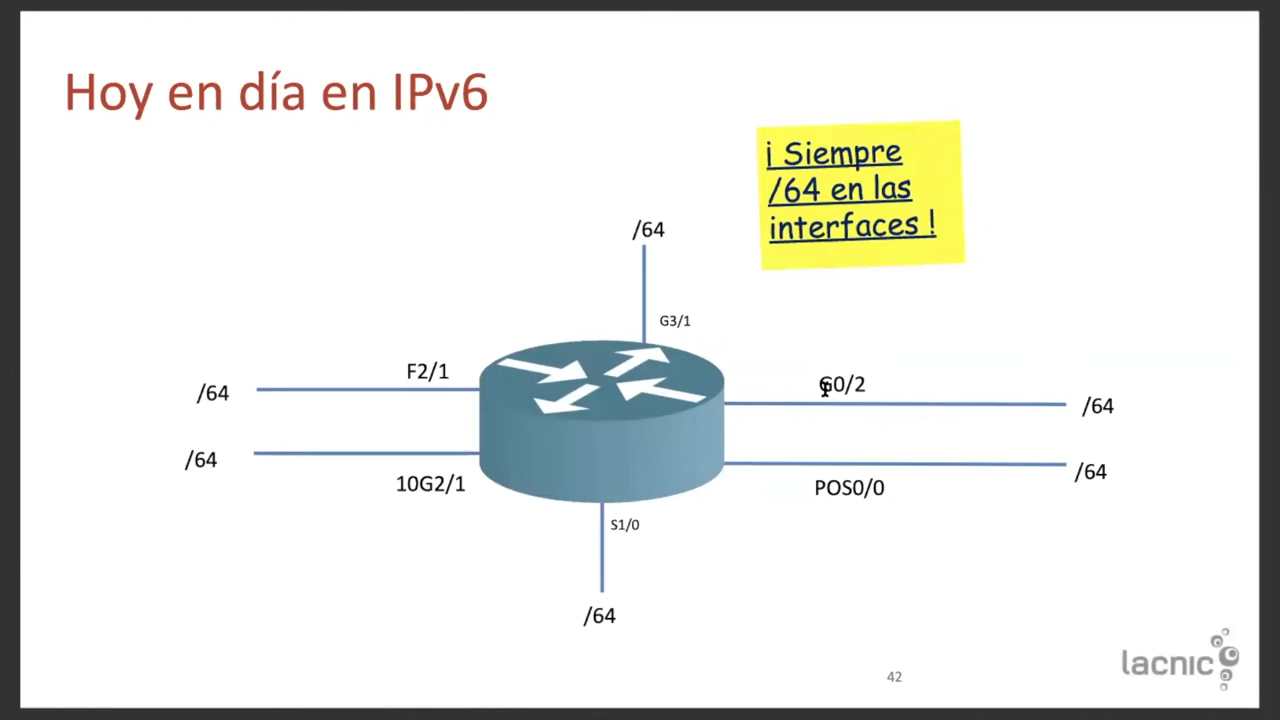 Hoy en día en IPv6
¡ Siempre
/64 en las
interfaces !
/64
G3/1
F2/1
/64
G0/2
/64
/64
10G2/1
POS0/0
/64
S1/0
/64
42
lacnic